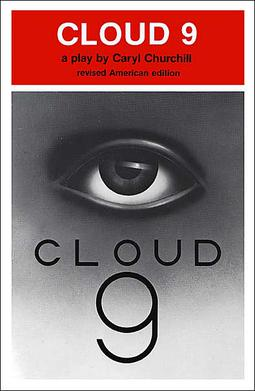 CLOUD 9
a play by Caryl Churchill
revised American edition
CLOUD
9